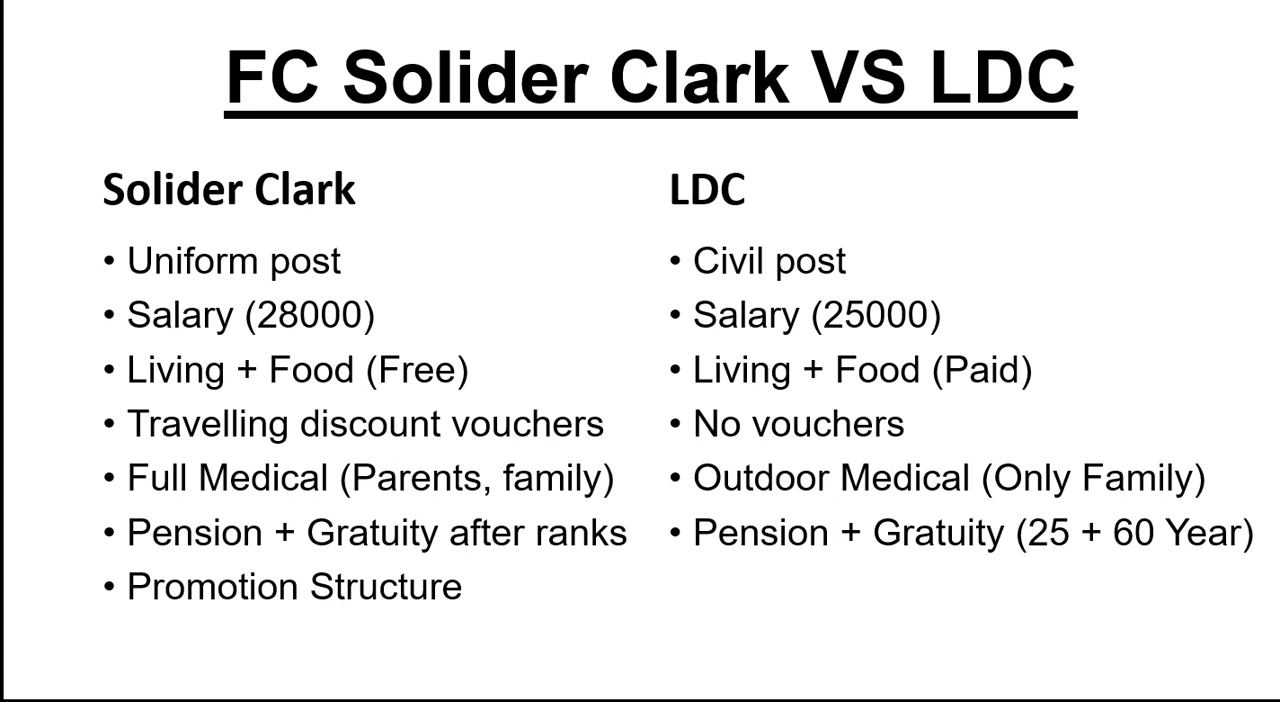 FC Solider Clark VS LDC
Solider Clark
• Uniform post
• Salary (28000)
• Living + Food (Free)
• Travelling discount vouchers
• Full Medical (Parents, family)
• Pension + Gratuity after ranks
• Promotion Structure
LDC
• Civil post
• Salary (25000)
• Living + Food (Paid)
• No vouchers
• Outdoor Medical (Only Family)
• Pension + Gratuity (25 + 60 Year)